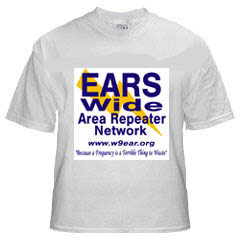 EARS
Wide
Area Repeater
Network
www.w9ear.org
"Because a Frequency is a Terrible Thing to Waste"